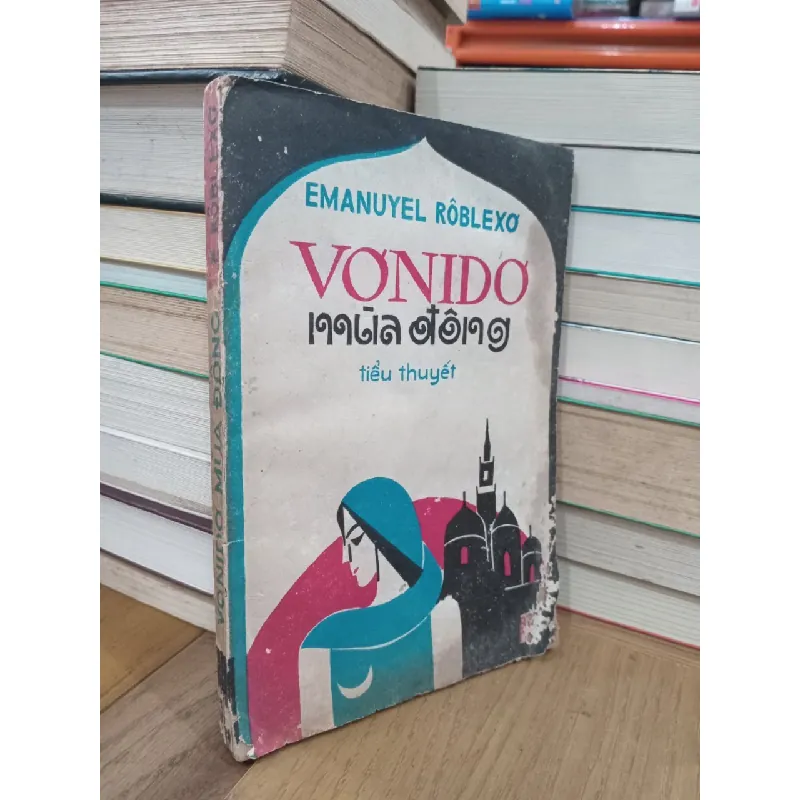 EMANUYEL RÔBLEXƠ
VƠNIDƠ
mùa đông
tiểu thuyết
VƠNIDƠ MÙA ĐÔNG